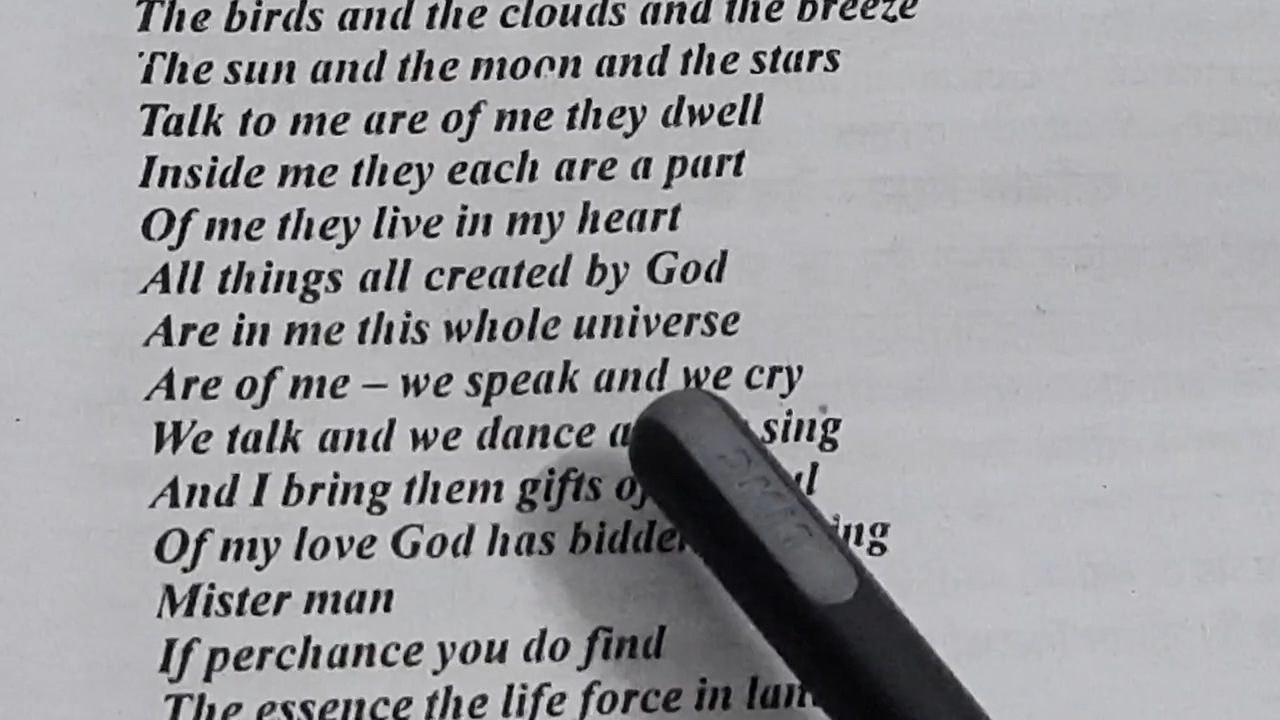 The birds and the clouds and the breeze
The sun and the moon and the stars
Talk to me are of me they dwell
Inside me they each are a part
Of me they live in my heart
All things all created by God
Are in me this whole universe
Are of me – we speak and we cry
We talk and we dance sing
And I bring them gifts
Of my love God has
Mister man
If perchance you do find
The essence the life force in